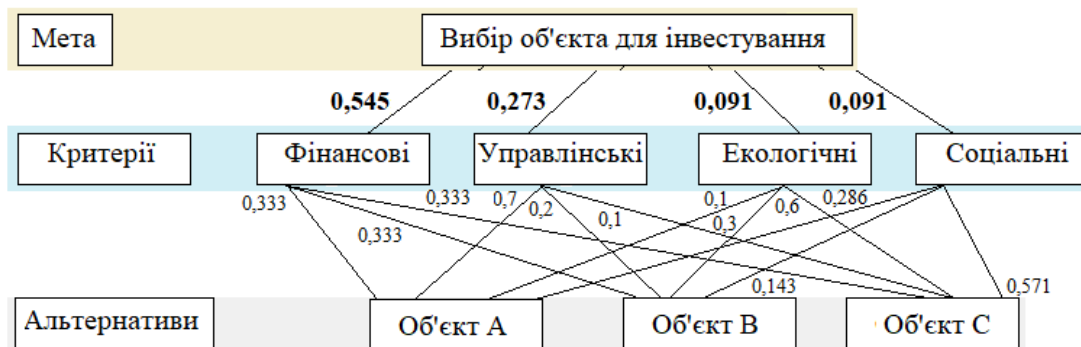 Мета
Вибір об'єкта для інвестування
0,545 0,273 0,091 0,091
Критерії
Фінансові
Управлінські
Екологічні
Соціальні
0,333 0,333 0,7 0,2 0,1 0,1 0,6 0,286
0,333 0,3
0,143 0,571
Альтернативи
Об'єкт А
Об'єкт В
Об'єкт С